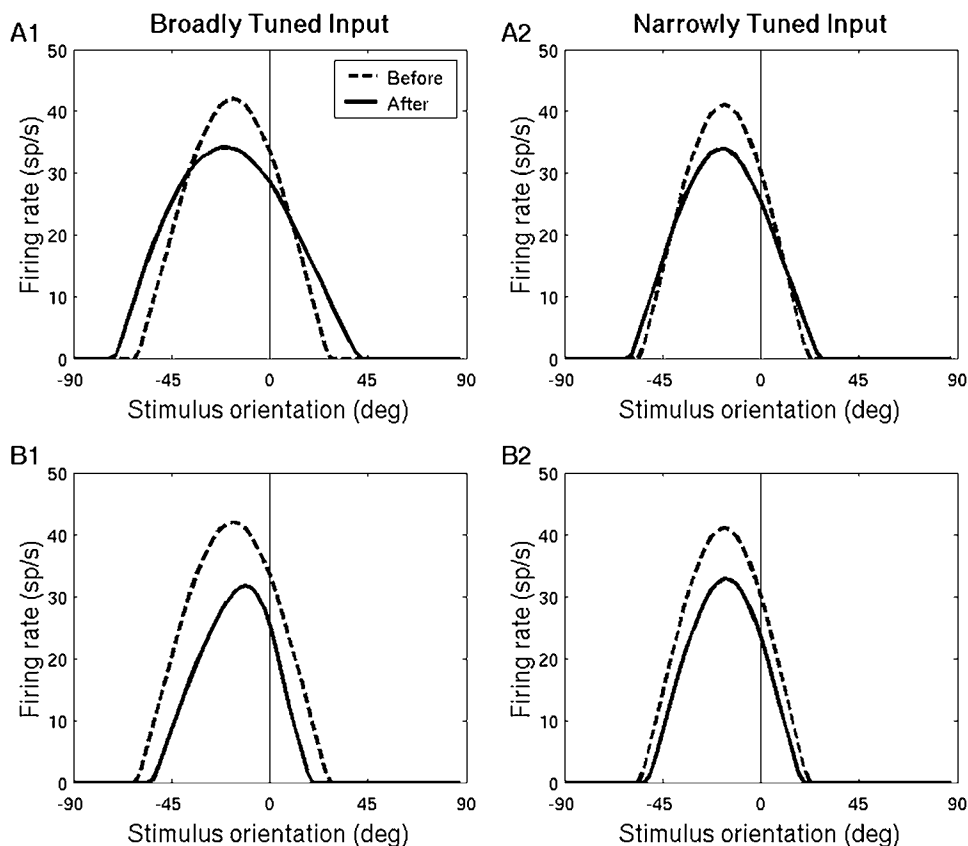 Broadly Tuned Input
Narrowly Tuned Input
A1
A2
50
40
30
20
10
0
Firing rate (sp/s)
Before
After
-90
-45
0
45
90
Stimulus orientation (deg)
50
40
30
20
10
0
Firing rate (sp/s)
-90
-45
0
45
90
Stimulus orientation (deg)
B1
B2
50
40
30
20
10
0
Firing rate (sp/s)
-90
-45
0
45
90
Stimulus orientation (deg)
50
40
30
20
10
0
Firing rate (sp/s)
-90
-45
0
45
90
Stimulus orientation (deg)